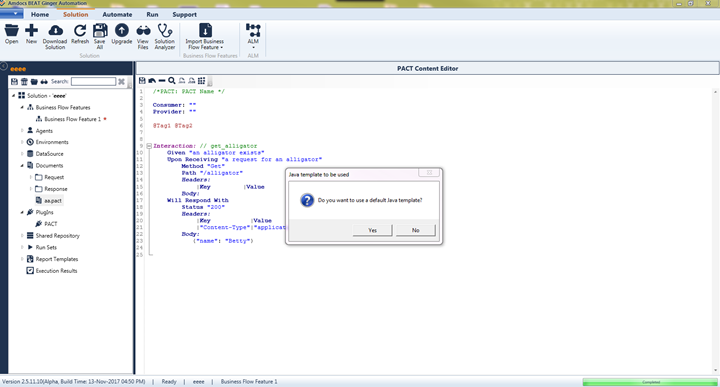 Amdocs BEAT Ginger Automation
Home Solution Automate Run Support
Open New Download Solution Refresh Save All Upgrade View Files Solution Analyzer Import Business Flow Feature ALM
Solution Business Flow Features ALM
eeee
PACT Content Editor
Search:
Solution - 'eeee'
Business Flow Features
Business Flow Feature 1 *
Agents
Environments
DataSource
Documents
Request
Response
aa.pact
PlugIns
PACT
Shared Repository
Run Sets
Report Templates
Execution Results
1 /*PACT: PACT Name */
2
3 Consumer: ""
4 Provider: ""
5
6 @Tag1 @Tag2
7
8
9 Interaction: // get_alligator
10 Given "an alligator exists"
11 Upon Receiving "a request for an alligator"
12 Method "Get"
13 Path "/alligator"
14 Headers:
15 |Key |Value
16 Body:
17 Will Respond With
18 Status "200"
19 Headers:
20 |Key |Value
21 |"Content-Type"|"applicat
22 Body:
23 {"name": "Betty"}
24
25
Java template to be used
Do you want to use a default Java template?
Yes No
Version 2.5.11.10(Alpha, Build Time: 13-Nov-2017 04:50 PM) | Ready | eeee | Business Flow Feature 1
Completed